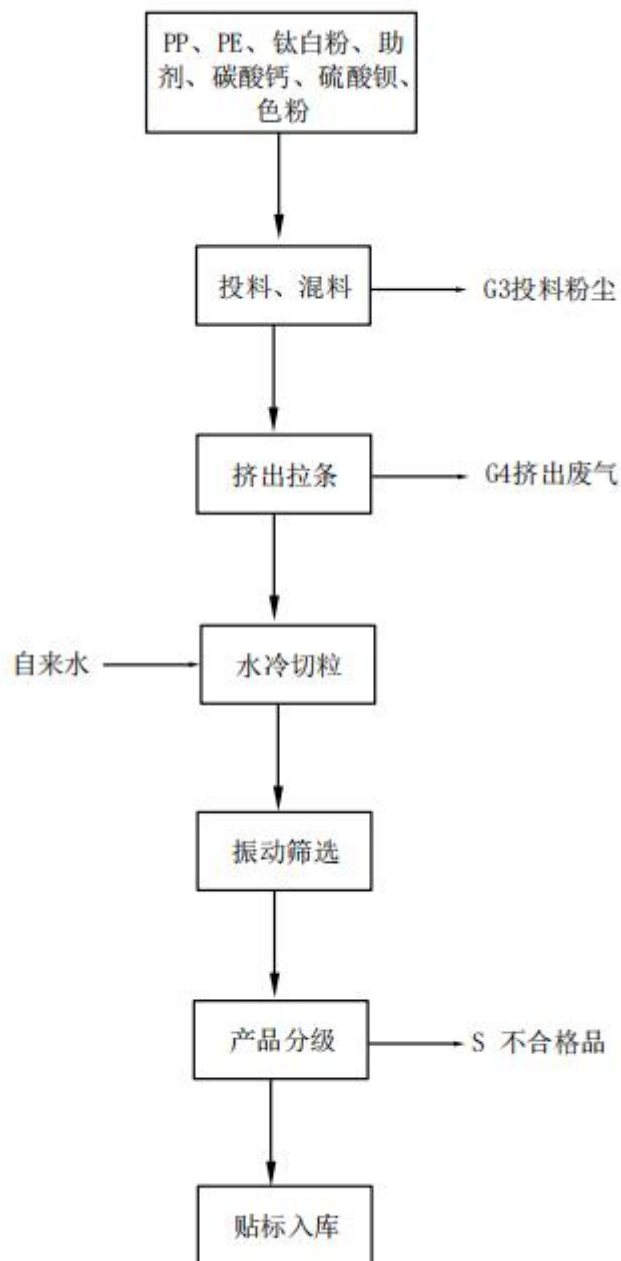 PP、PE、钛白粉、助
剂、碳酸钙、硫酸钡、
色粉
投料、混料
G3投料粉尘
挤出拉条
G4挤出废气
自来水
水冷切粒
振动筛选
产品分级
S 不合格品
贴标入库